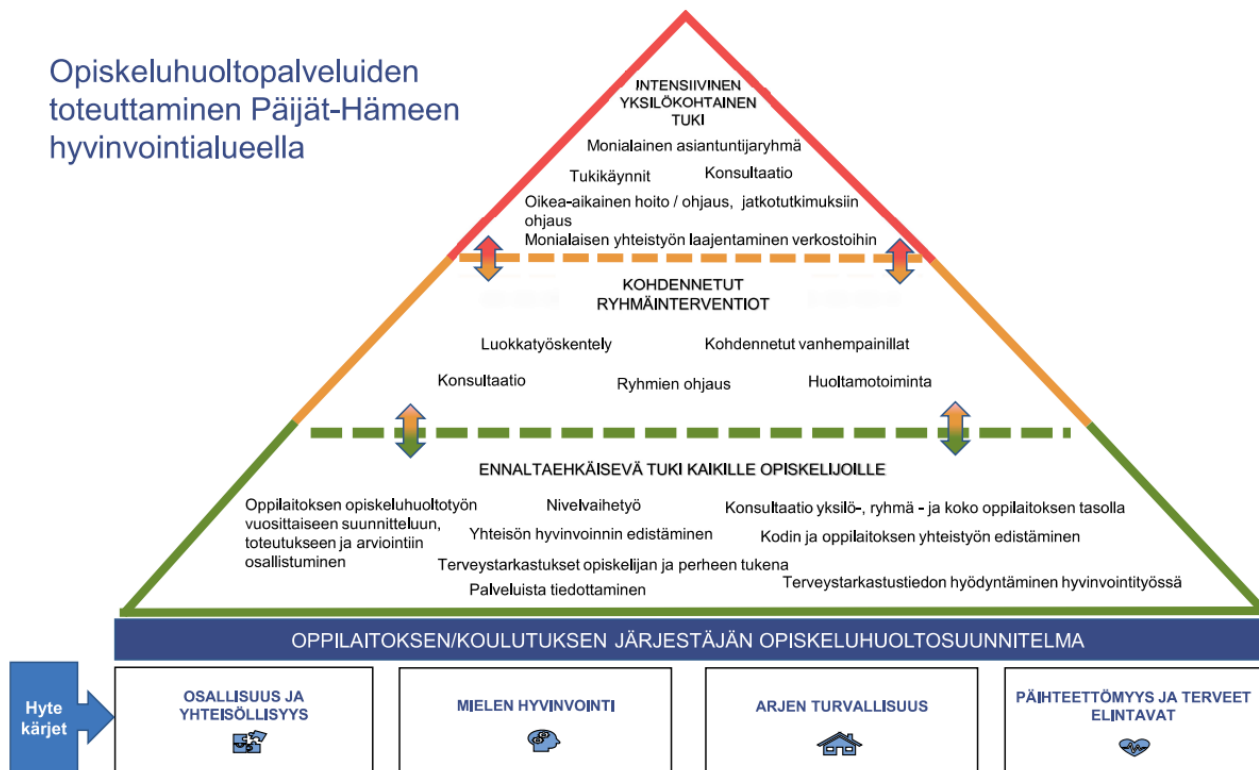 Opiskeluhuoltopalveluiden
toteuttaminen Päijät-Hämeen
hyvinvointialueella
INTENSIIVINEN
YKSILÖKOHTAINEN
TUKI
Monialainen asiantuntijaryhmä
Tukikäynnit
Konsultaatio
Oikea-aikainen hoito / ohjaus, jatkotutkimuksiin
ohjaus
Monialaisen yhteistyön laajentaminen verkostoihin
KOHDENNETUT
RYHMÄINTERVENTIOT
Luokkatyöskentely
Kohdennetut vanhempainillat
Konsultaatio
Ryhmien ohjaus
Huoltamotoiminta
ENNALTAEHKÄISEVÄ TUKI KAIKILLE OPISKELIJOILLE
Oppilaitoksen opiskeluhuoltotyön
vuosittaiseen suunnitteluun,
toteutukseen ja arviointiin
osallistuminen
Nivelvaihetyö
Konsultaatio yksilö-, ryhmä - ja koko oppilaitoksen tasolla
Yhteisön hyvinvoinnin edistäminen
Kodin ja oppilaitoksen yhteistyön edistäminen
Terveystarkastukset opiskelijan ja perheen tukena
Palveluista tiedottaminen
Terveystarkastustiedon hyödyntäminen hyvinvointityössä
OPPILAITOKSEN/KOULUTUKSEN JÄRJESTÄJÄN OPISKELUHUOLTOSUUNNITELMA
Hyte
kärjet
OSALLISUUS JA
YHTEISÖLLISYYS
MIELEN HYVINVOINTI
ARJEN TURVALLISUUS
PÄIHTEETTÖMYYS JA TERVEET
ELINTAVAT